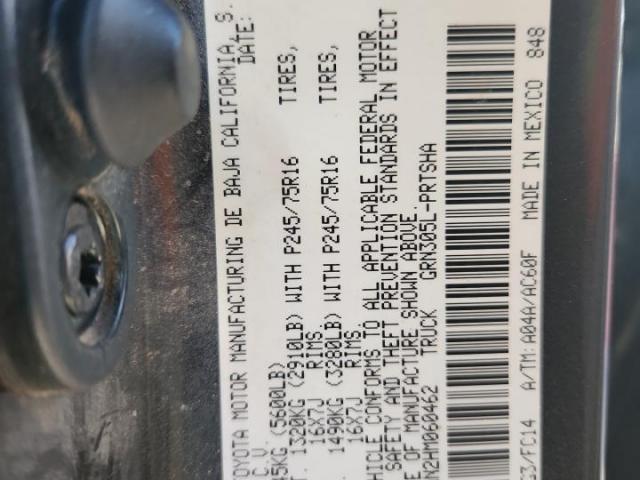 OYOTA MOTOR MANUFACTURING DE BAJA CALIFORNIA, S.
C.V. DATE:
45KG (5600LB)
T. 1320KG (2910LB) WITH P245/75R16 TIRES,
16X7J RIMS.
1490KG (3280LB) WITH P245/75R16 TIRES,
16X7J RIMS.
HICLE CONFORMS TO ALL APPLICABLE FEDERAL MOTOR
SAFETY AND THEFT PREVENTION STANDARDS IN EFFECT
E OF MANUFACTURE SHOWN ABOVE.
N2HM060462 TRUCK GRN305L-PRTSHA
G3/FC14 A/TM: A04A/AC60F MADE IN MEXICO 848